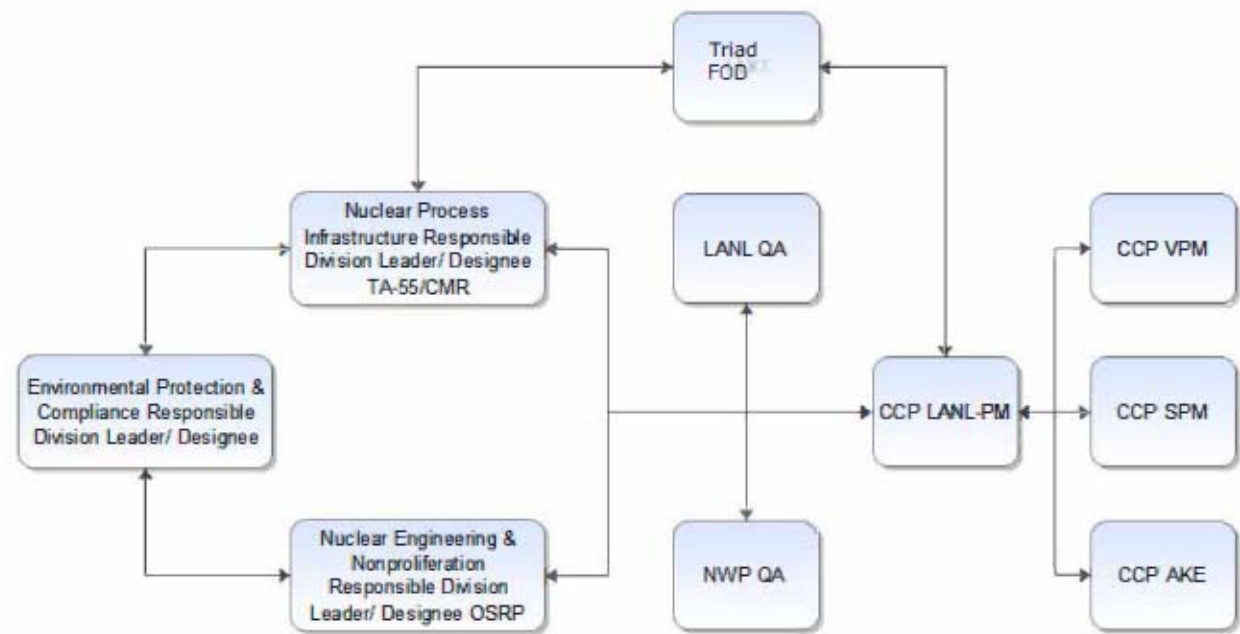 Triad
FOD
Nuclear Process
Infrastructure Responsible
Division Leader/ Designee
TA-55/CMR
LANL QA
CCP VPM
Environmental Protection &
Compliance Responsible
Division Leader/ Designee
CCP LANL-PM
CCP SPM
Nuclear Engineering &
Nonproliferation
Responsible Division
Leader/ Designee OSRP
NWP QA
CCP AKE